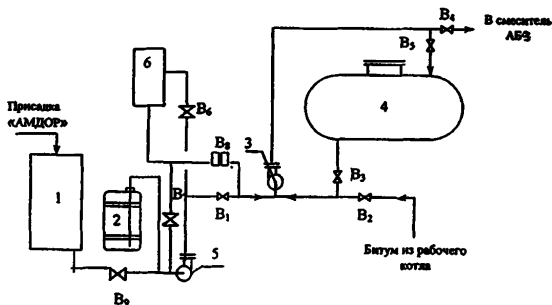 В₄
В смеситель
АБЗ
В₅
6
Присадка
«АМДОР»
4
В₆
В₈
3
1
2
В
В₃
В₁
В₂
5
Битум из рабочего
котла
В₉